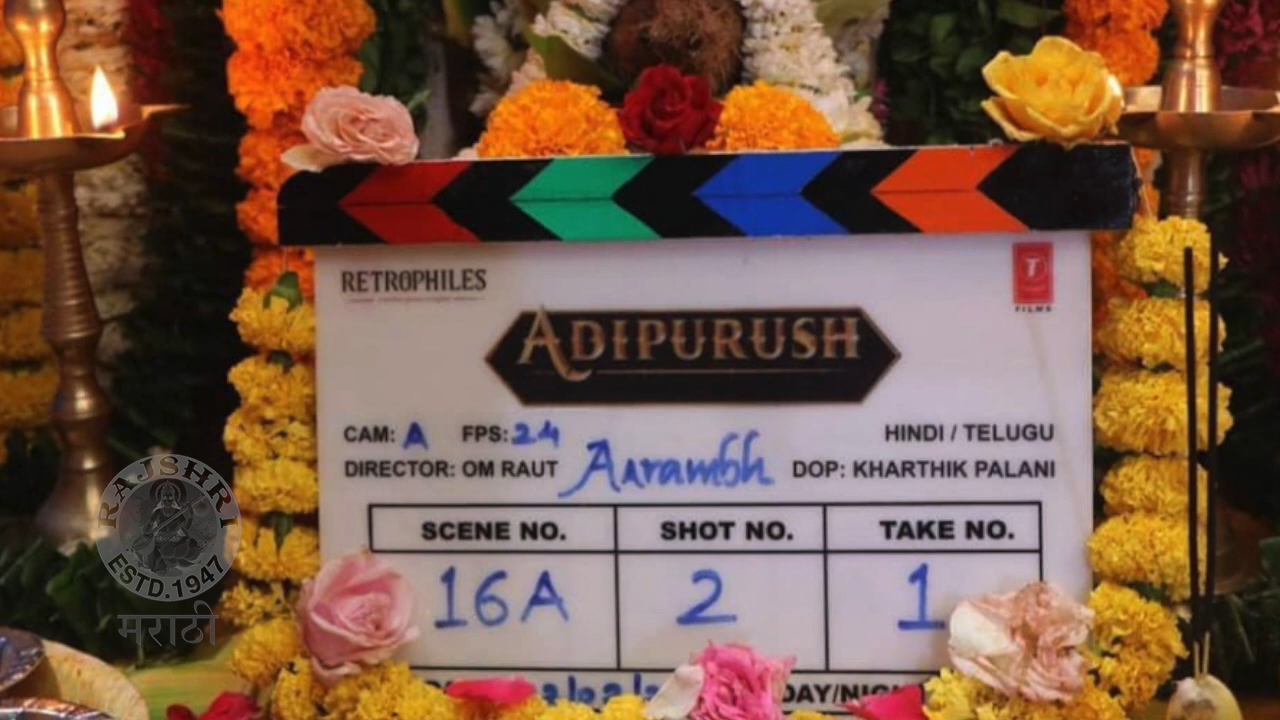 RETROPHILES
T
FILMS
ADIPURUSH
CAM: A FPS: 24 HINDI / TELUGU
DIRECTOR: OM RAUT Aarambh DOP: KHARTHIK PALANI
SCENE NO. SHOT NO. TAKE NO.
16A 2 1
RAJSHRI
ESTD.1947
मराठी